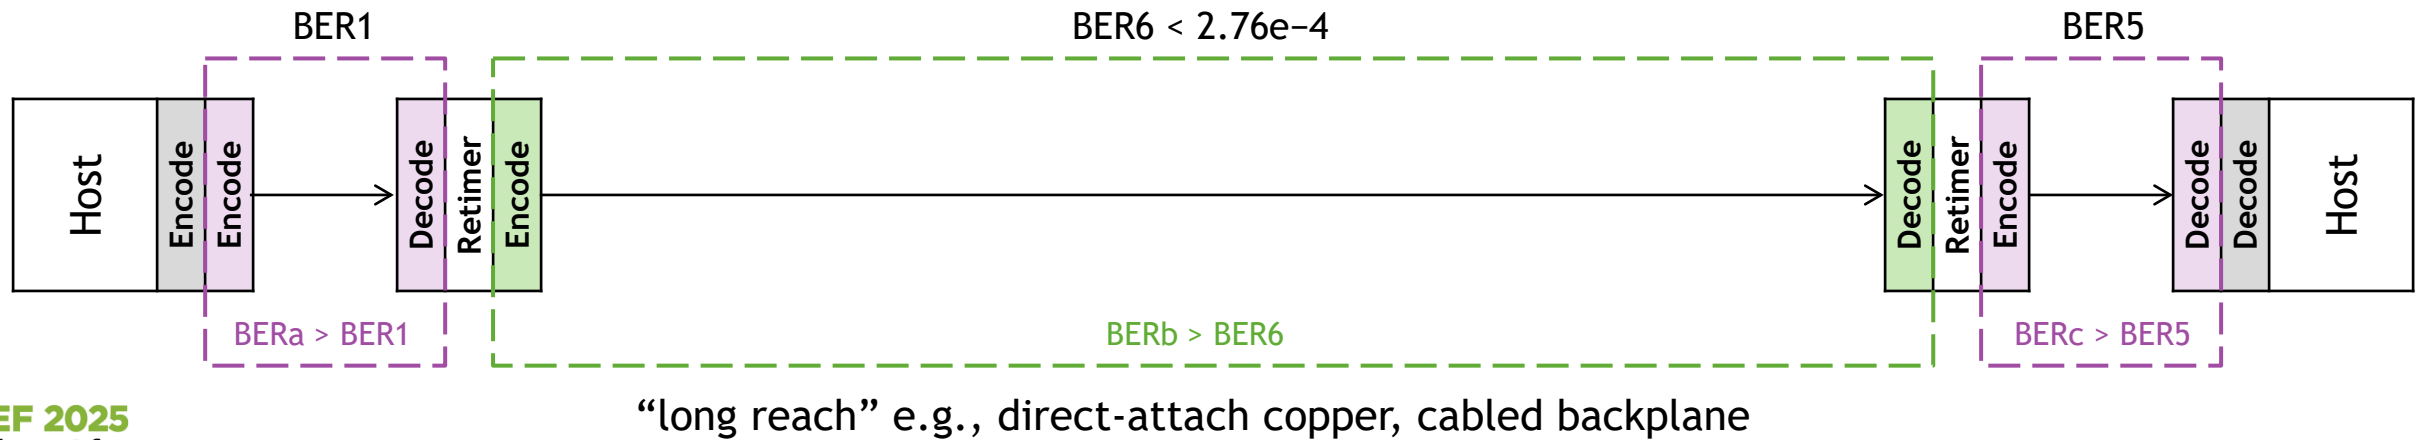 BER1
BER6 < 2.76e−4
BER5
Host
Encode
Encode
Decode
Retimer
Encode
Decode
Retimer
Encode
Decode
Decode
Host
BERa > BER1
BERb > BER6
BERc > BER5
“long reach” e.g., direct-attach copper, cabled backplane
EF 2025